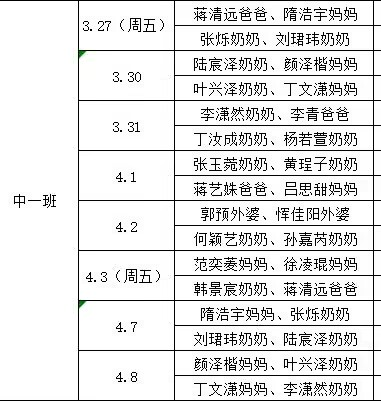 中一班
3.27（周五）
蒋清远爸爸、隋浩宇妈妈
张烁奶奶、刘珺玮奶奶
3.30
陆宸泽奶奶、颜泽楷妈妈
叶兴泽奶奶、丁文潇妈妈
3.31
李潇然奶奶、李青爸爸
丁汝成奶奶、杨若萱奶奶
4.1
张玉菀奶奶、黄珵子奶奶
蒋艺姝爸爸、吕思甜妈妈
4.2
郭预外婆、恽佳阳外婆
何颖艺奶奶、孙嘉芮奶奶
4.3（周五）
范奕菱妈妈、徐凌琨妈妈
韩景宸奶奶、蒋清远爸爸
4.7
隋浩宇妈妈、张烁奶奶
刘珺玮奶奶、陆宸泽奶奶
4.8
颜泽楷妈妈、叶兴泽奶奶
丁文潇妈妈、李潇然奶奶